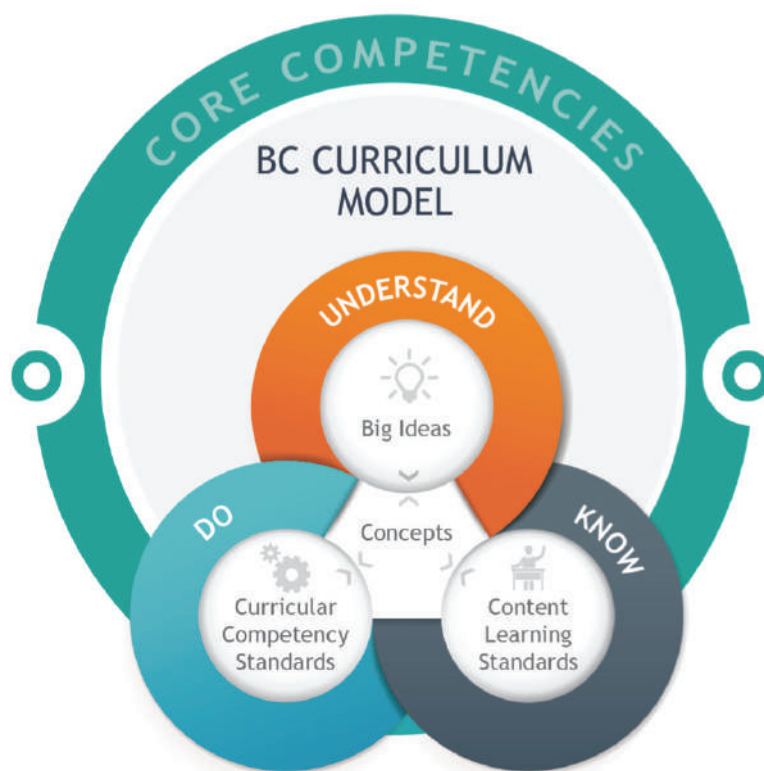 CORE COMPETENCIES
BC CURRICULUM
MODEL
UNDERSTAND
Big Ideas
DO
Concepts
KNOW
Curricular
Competency
Standards
Content
Learning
Standards